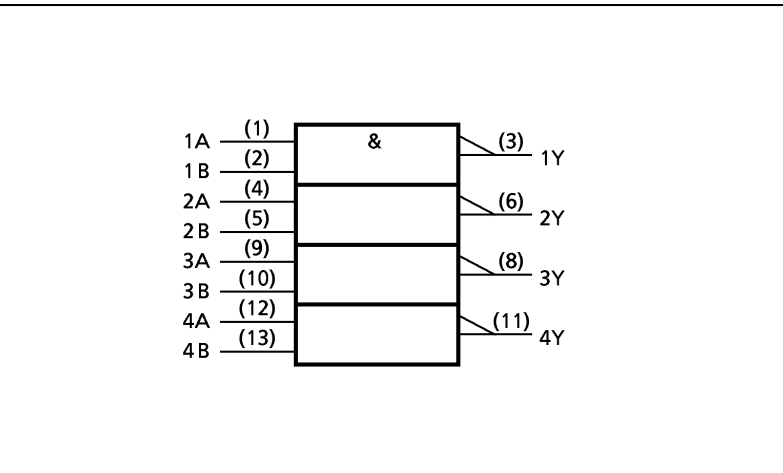 1A (1) & (3) 1Y
1B (2)
2A (4) (6) 2Y
2B (5)
3A (9) (8) 3Y
3B (10)
4A (12) (11) 4Y
4B (13)